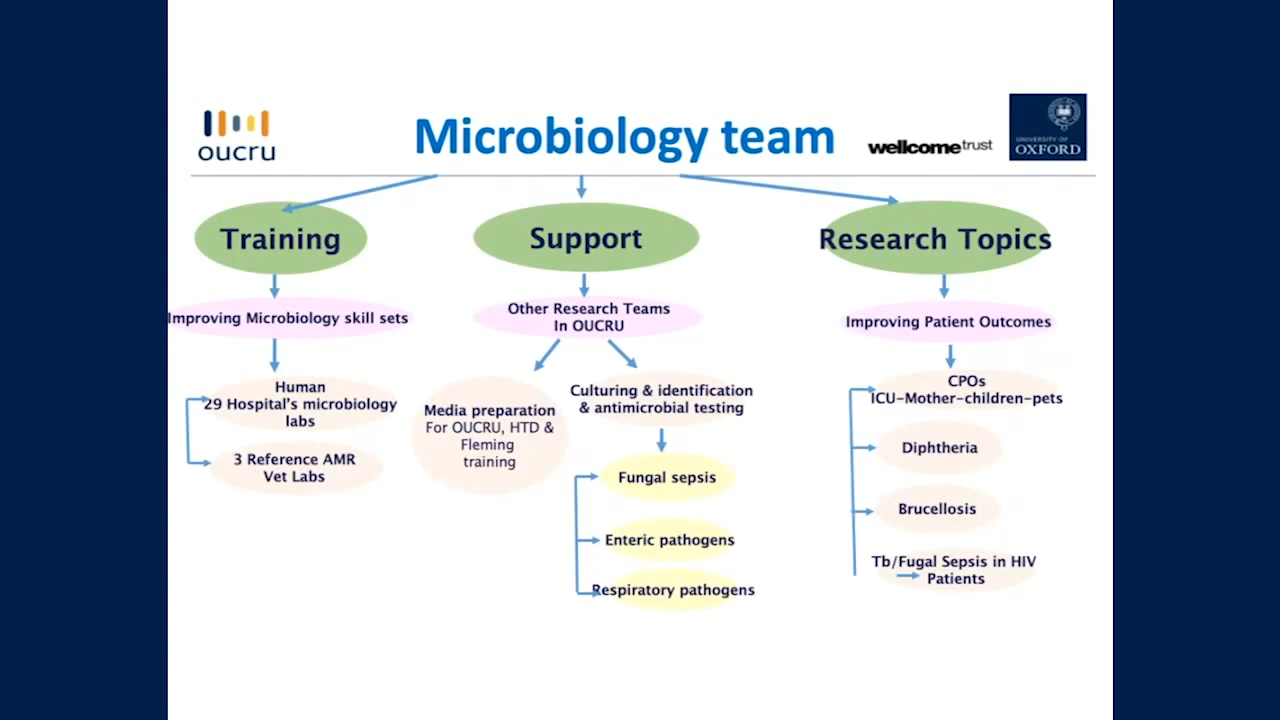 oucru
Microbiology team
wellcometrust
UNIVERSITY OF
OXFORD
Training
Improving Microbiology skill sets
Human
29 Hospital's microbiology
labs
3 Reference AMR
Vet Labs
Support
Other Research Teams
In OUCRU
Media preparation
For OUCRU, HTD &
Fleming
training
Culturing & identification
& antimicrobial testing
Fungal sepsis
Enteric pathogens
Respiratory pathogens
Research Topics
Improving Patient Outcomes
CPOs
ICU-Mother-children-pets
Diphtheria
Brucellosis
Tb/Fugal Sepsis in HIV
Patients